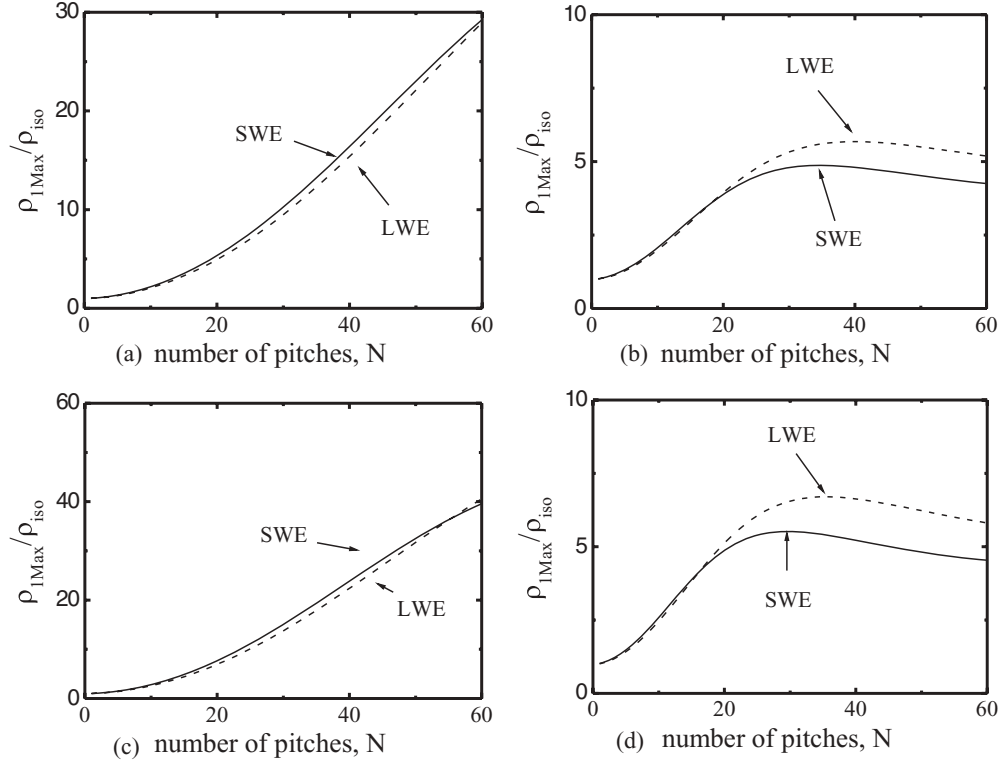 30
20
10
0
0 20 40 60
ρ1Max/ρiso
SWE
LWE
(a) number of pitches, N
10
5
0
0 20 40 60
ρ1Max/ρiso
LWE
SWE
(b) number of pitches, N
60
40
20
0
0 20 40 60
ρ1Max/ρiso
SWE
LWE
(c) number of pitches, N
10
5
0
0 20 40 60
ρ1Max/ρiso
LWE
SWE
(d) number of pitches, N